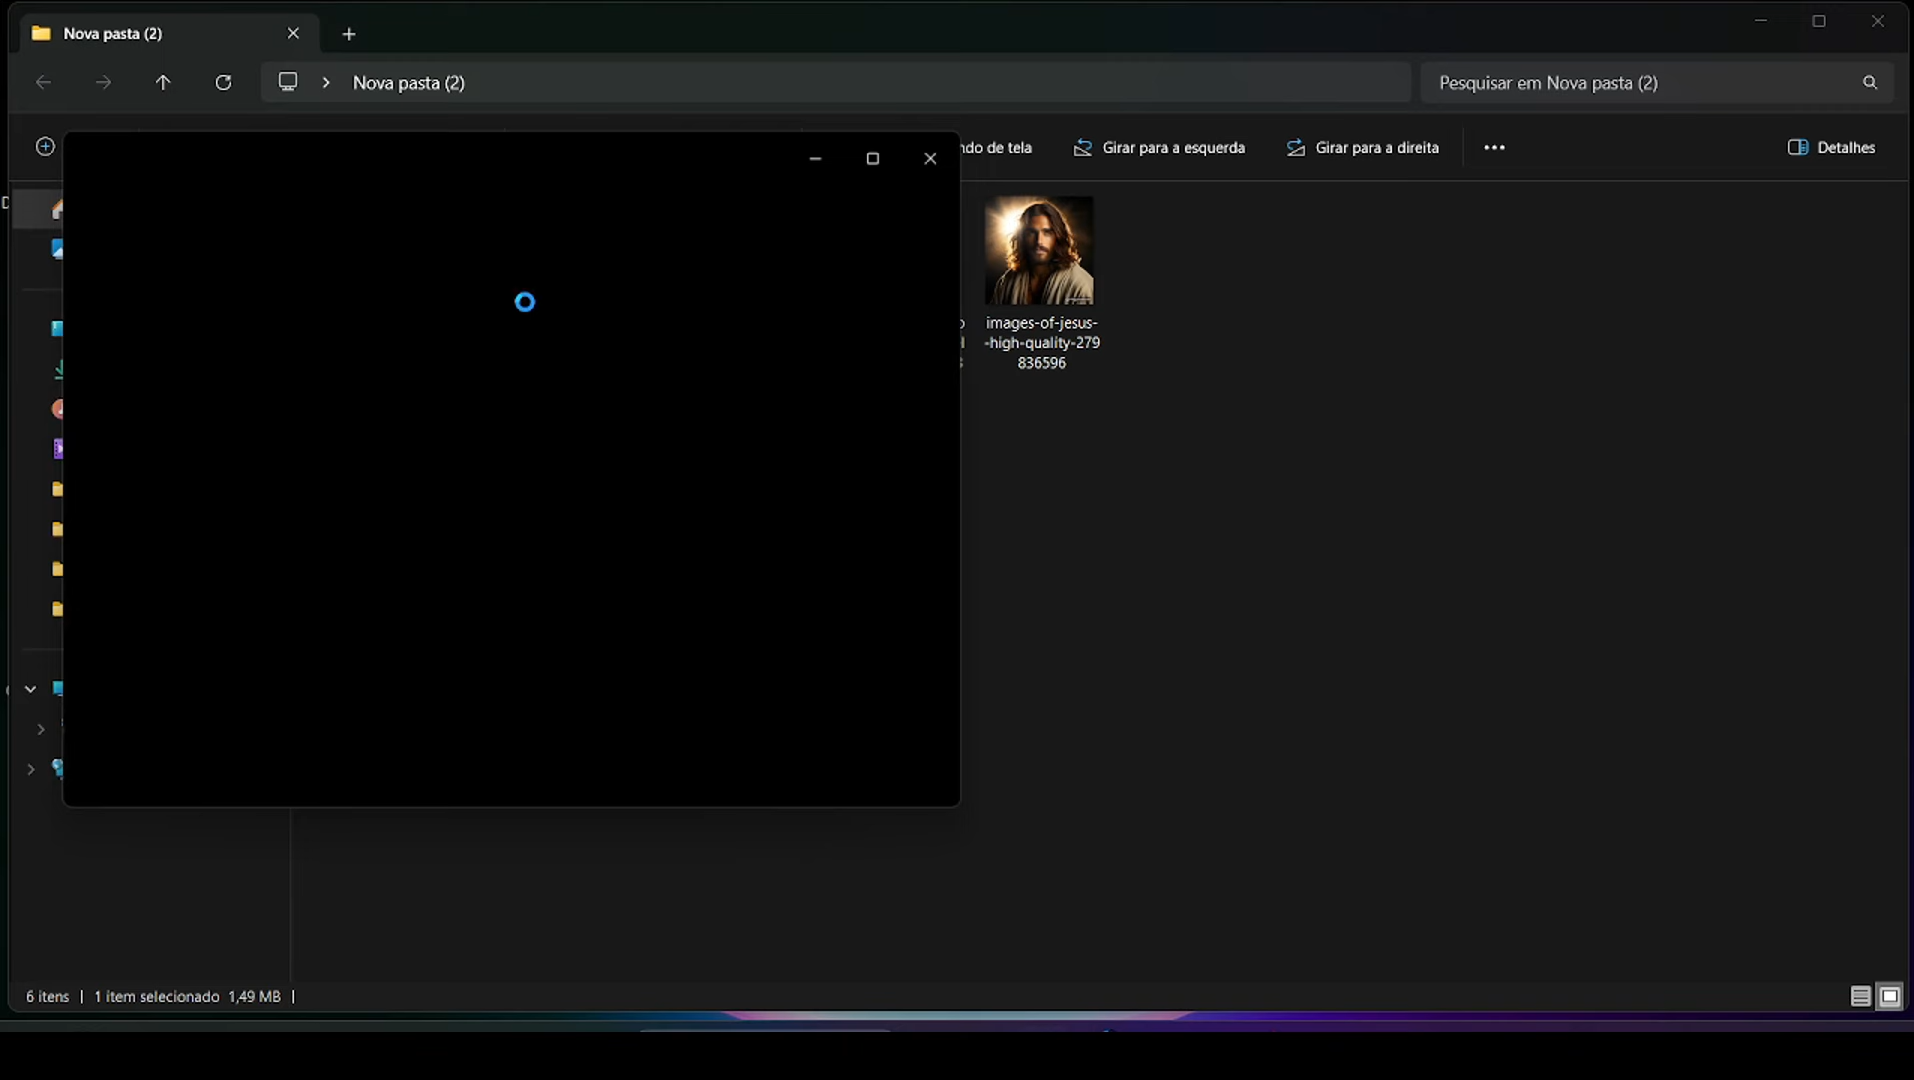 Nova pasta (2)
Nova pasta (2)
Pesquisar em Nova pasta (2)
ndo de tela
Girar para a esquerda
Girar para a direita
Detalhes
images-of-jesus-
-high-quality-279
836596
6 itens
1 item selecionado 1,49 MB